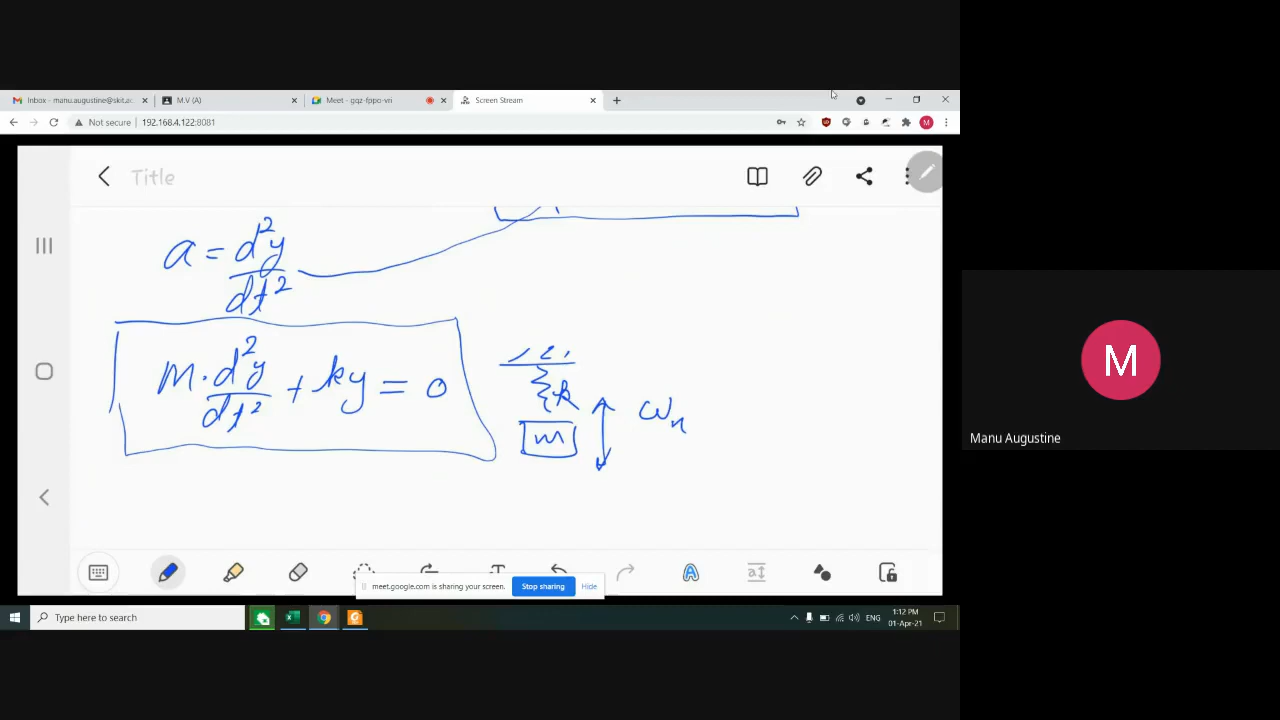 Inbox - manu.augustine@skit.ac
M.V (A)
Meet - gqz-fppo-vri
Screen Stream
Not secure | 192.168.4.122:8081
M
Title
a = d²y
dt²
M. d²y + ky = 0
dt²
k
m
ωn
M
Manu Augustine
T
A
meet.google.com is sharing your screen.
Stop sharing
Hide
Type here to search
ENG
1:12 PM
01-Apr-21